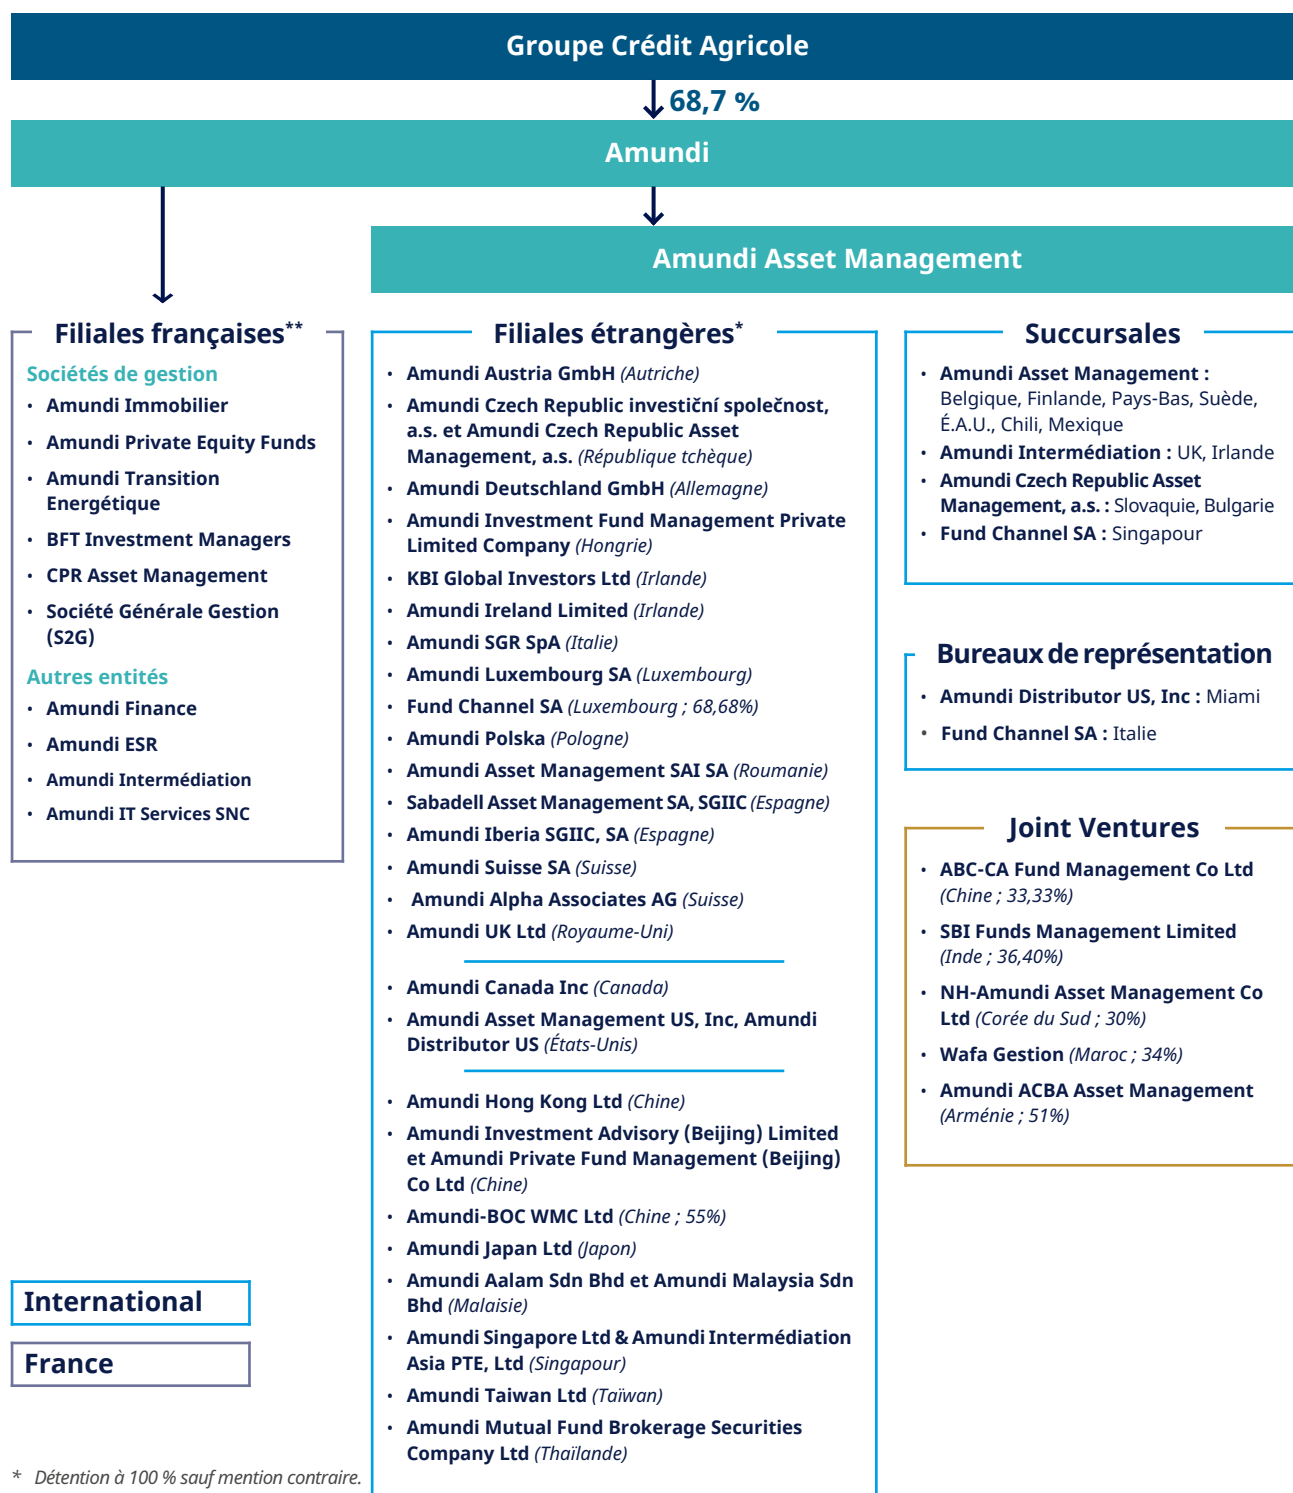 Groupe Crédit Agricole
68,7 %
Amundi
Amundi Asset Management
Filiales françaises**
Sociétés de gestion
• Amundi Immobilier
• Amundi Private Equity Funds
• Amundi Transition
Energétique
• BFT Investment Managers
• CPR Asset Management
• Société Générale Gestion
(S2G)
Autres entités
• Amundi Finance
• Amundi ESR
• Amundi Intermédiation
• Amundi IT Services SNC
Filiales étrangères*
• Amundi Austria GmbH (Autriche)
• Amundi Czech Republic investiční společnost,
a.s. et Amundi Czech Republic Asset
Management, a.s. (République tchèque)
• Amundi Deutschland GmbH (Allemagne)
• Amundi Investment Fund Management Private
Limited Company (Hongrie)
• KBI Global Investors Ltd (Irlande)
• Amundi Ireland Limited (Irlande)
• Amundi SGR SpA (Italie)
• Amundi Luxembourg SA (Luxembourg)
• Fund Channel SA (Luxembourg ; 68,68%)
• Amundi Polska (Pologne)
• Amundi Asset Management SAI SA (Roumanie)
• Sabadell Asset Management SA, SGIIC (Espagne)
• Amundi Iberia SGIIC, SA (Espagne)
• Amundi Suisse SA (Suisse)
• Amundi Alpha Associates AG (Suisse)
• Amundi UK Ltd (Royaume-Uni)
• Amundi Canada Inc (Canada)
• Amundi Asset Management US, Inc, Amundi
Distributor US (États-Unis)
• Amundi Hong Kong Ltd (Chine)
• Amundi Investment Advisory (Beijing) Limited
et Amundi Private Fund Management (Beijing)
Co Ltd (Chine)
• Amundi-BOC WMC Ltd (Chine ; 55%)
• Amundi Japan Ltd (Japon)
• Amundi Aalam Sdn Bhd et Amundi Malaysia Sdn
Bhd (Malaisie)
• Amundi Singapore Ltd & Amundi Intermédiation
Asia PTE, Ltd (Singapour)
• Amundi Taiwan Ltd (Taïwan)
• Amundi Mutual Fund Brokerage Securities
Company Ltd (Thaïlande)
Succursales
• Amundi Asset Management :
Belgique, Finlande, Pays-Bas, Suède,
É.A.U., Chili, Mexique
• Amundi Intermédiation : UK, Irlande
• Amundi Czech Republic Asset
Management, a.s. : Slovaquie, Bulgarie
• Fund Channel SA : Singapour
Bureaux de représentation
• Amundi Distributor US, Inc : Miami
• Fund Channel SA : Italie
Joint Ventures
• ABC-CA Fund Management Co Ltd
(Chine ; 33,33%)
• SBI Funds Management Limited
(Inde ; 36,40%)
• NH-Amundi Asset Management Co
Ltd (Corée du Sud ; 30%)
• Wafa Gestion (Maroc ; 34%)
• Amundi ACBA Asset Management
(Arménie ; 51%)
International
France
* Détention à 100 % sauf mention contraire.